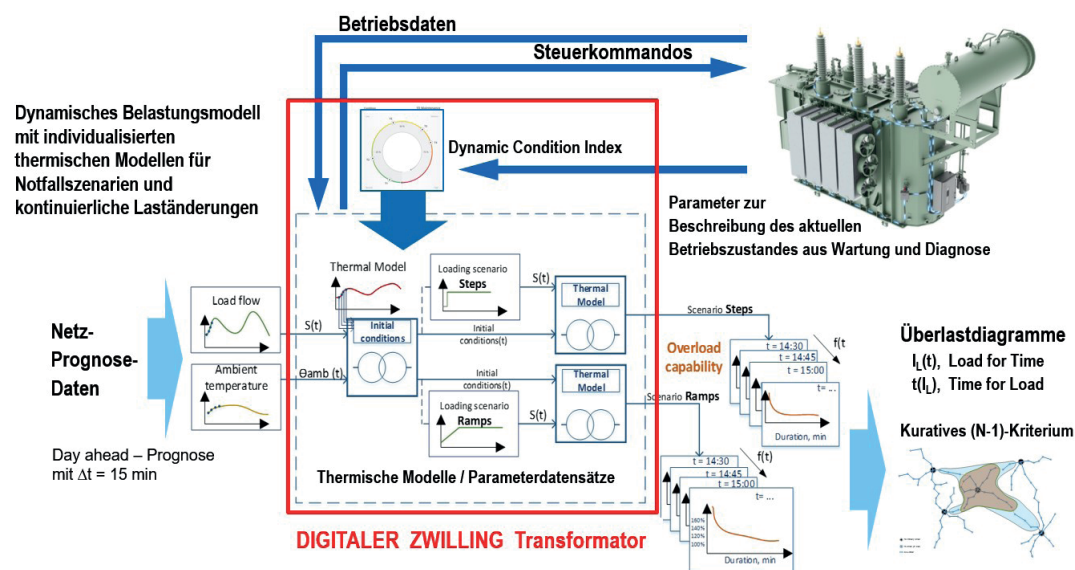 Betriebsdaten
Steuerkommandos
Dynamisches Belastungsmodell
mit individualisierten
thermischen Modellen für
Notfallszenarien und
kontinuierliche Laständerungen
Dynamic Condition Index
Parameter zur
Beschreibung des aktuellen
Betriebszustandes aus Wartung und Diagnose
Netz-
Prognose-
Daten
Day ahead – Prognose
mit Δt = 15 min
Load flow
S(t)
Ambient
temperature
Θamb (t)
Thermal Model
Initial
conditions
Loading scenario
Steps
S(t)
Initial
conditions(t)
Thermal
Model
Initial
conditions(t)
Loading scenario
Ramps
S(t)
Thermal
Model
Thermische Modelle / Parameterdatensätze
DIGITALER ZWILLING Transformator
Scenario Steps
Overload
capability
Scenario Ramps
f(t
t = 14:30
t = 14:45
t = 15:00
t= ...
Duration, min
f(t)
t = 14:30
t = 14:45
t = 15:00
t= ...
180%
140%
120%
100%
Duration, min
Überlastdiagramme
IL(t), Load for Time
t(IL), Time for Load
Kuratives (N-1)-Kriterium